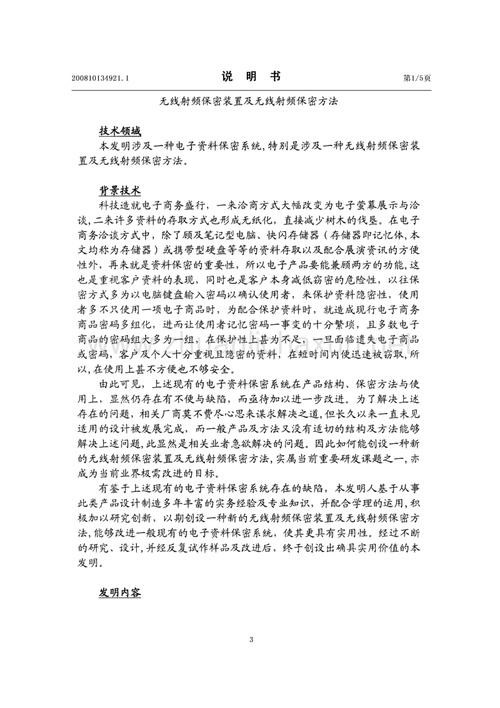 200810134921.1
说 明 书
第1/5页
无线射频保密装置及无线射频保密方法
技术领域
本发明涉及一种电子资料保密系统,特别是涉及一种无线射频保密装
置及无线射频保密方法。
背景技术
科技造就电子商务盛行，一来洽商方式大幅改变为电子萤幕展示与洽
谈,二来许多资料的存取方式也形成无纸化，直接减少树木的伐垦。在电子
商务洽谈方式中，除了顾及笔记型电脑、快闪存储器（存储器即记忆体,本
文均称为存储器）或携带型硬盘等等的资料存取以及配合展演资讯的方便
性外，再来就是资料保密的重要性，所以电子产品要能兼顾两方的功能,这
也是重视客户资料的表现，同时也是客户本身减低窃密的危险性，以往保
密方式多为以电脑键盘输入密码以确认使用者，来保护资料隐密性，使用
者多不只使用一项电子商品时，为配合保护资料时，就造成现行电子商务
商品密码多组化，进而让使用者记忆密码一事变的十分繁琐，且多数电子
商品的密码组大多为一组，在保护性上甚为不足，一旦面临遗失电子商品
或密码，客户及个人十分重视且隐密的资料，在短时间内便迅速被窃取,所
以,在使用上甚不方便也不够安全。
由此可见，上述现有的电子资料保密系统在产品结构、保密方法与使
用上，显然仍存在有不便与缺陷，而亟待加以进一步改进。为了解决上述
存在的问题，相关厂商莫不费尽心思来谋求解决之道,但长久以来一直未见
适用的设计被发展完成，而一般产品及方法又没有适切的结构及方法能够
解决上述问题,此显然是相关业者急欲解决的问题。因此如何能创设一种新
的无线射频保密装置及无线射频保密方法,实属当前重要研发课题之一,亦
成为当前业界极需改进的目标。
有鉴于上述现有的电子资料保密系统存在的缺陷，本发明人基于从事
此类产品设计制造多年丰富的实务经验及专业知识，并配合学理的运用,积
极加以研究创新，以期创设一种新的无线射频保密装置及无线射频保密方
法,能够改进一般现有的电子资料保密系统，使其更具有实用性。经过不断
的研究、设计,并经反复试作样品及改进后，终于创设出确具实用价值的本
发明。
发明内容
3